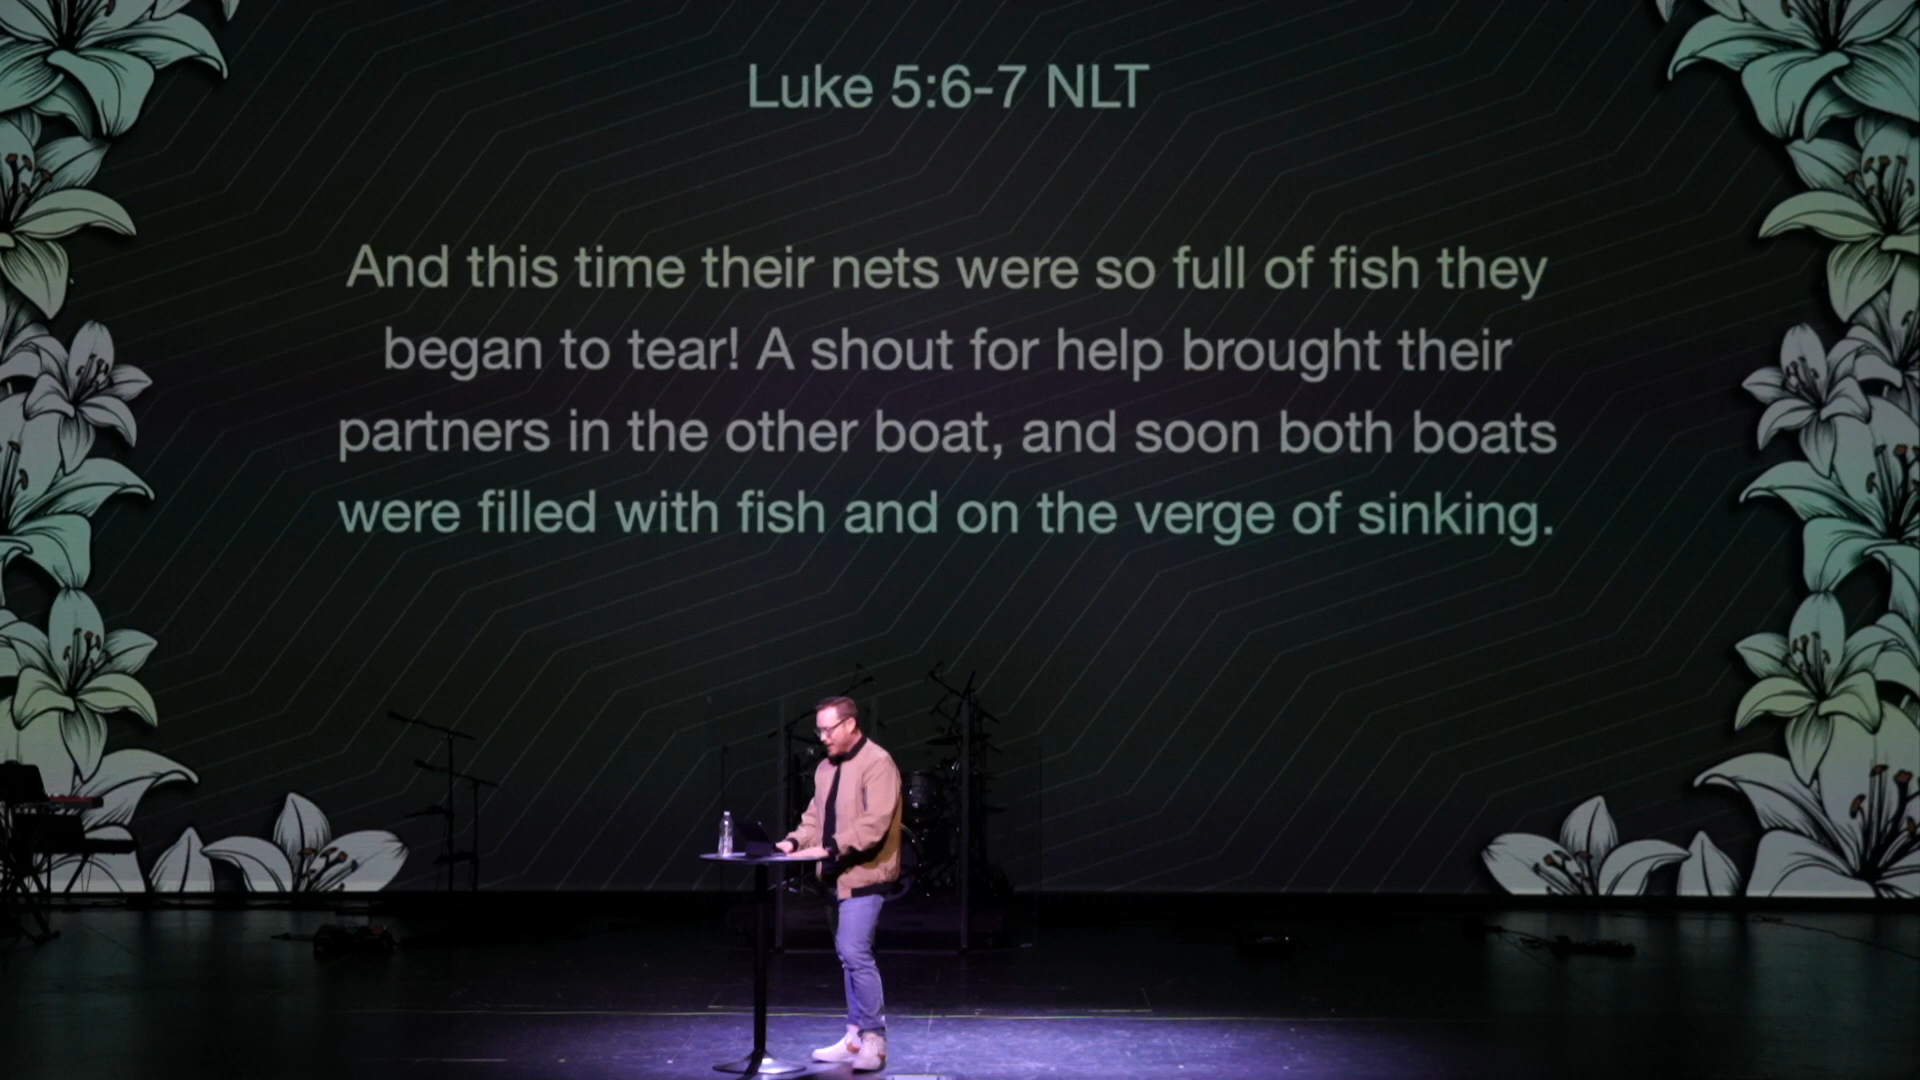 Luke 5:6-7 NLT
And this time their nets were so full of fish they
began to tear! A shout for help brought their
partners in the other boat, and soon both boats
were filled with fish and on the verge of sinking.